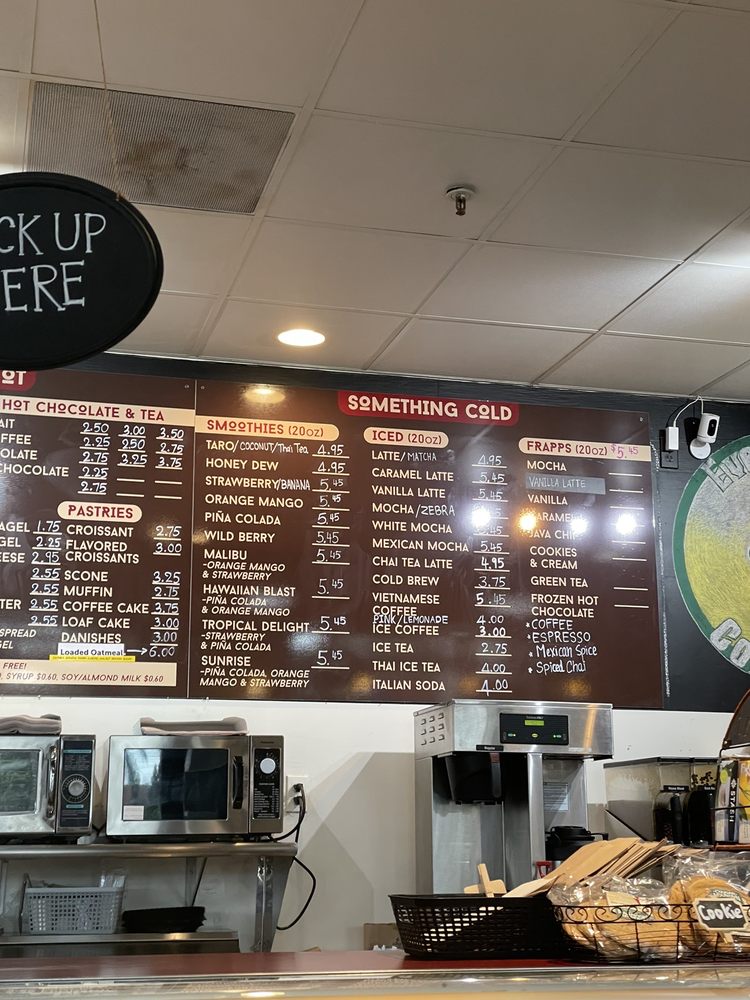 CK UP
ERE
OT
HOT CHOCOLATE & TEA
AIT 2.50 3.00 3.50
FFEE 2.25 2.50 2.75
OLATE 2.75 3.25 3.75
CHOCOLATE 2.25
2.75
PASTRIES
AGEL 1.75 CROISSANT 2.75
GEL 2.25 FLAVORED CROISSANTS 3.00
EESE 2.95
2.55 SCONE 3.25
2.55 MUFFIN 2.75
TTER 2.55 COFFEE CAKE 3.75
2.55 LOAF CAKE 3.00
SPREAD DANISHES 3.00
GEL
Loaded Oatmeal → 6.00
FREE!
SYRUP $0.60, SOY/ALMOND MILK $0.60
SOMETHING COLD
SMOOTHIES (20oz)
TARO/COCONUT/Thai Tea 4.95
HONEY DEW 4.95
STRAWBERRY/BANANA 5.45
ORANGE MANGO 5.45
PIÑA COLADA 5.45
WILD BERRY 5.45
MALIBU 5.45
-ORANGE MANGO
& STRAWBERRY
HAWAIIAN BLAST 5.45
-PIÑA COLADA
& ORANGE MANGO
TROPICAL DELIGHT 5.45
-STRAWBERRY
& PIÑA COLADA
SUNRISE 5.45
-PIÑA COLADA, ORANGE
MANGO & STRAWBERRY
ICED (20oz)
LATTE/MATCHA 4.95
CARAMEL LATTE 5.45
VANILLA LATTE 5.45
MOCHA/ZEBRA
WHITE MOCHA 5.45
MEXICAN MOCHA 5.45
CHAI TEA LATTE 4.95
COLD BREW 3.75
VIETNAMESE 5.45
COFFEE
PINK/LEMONADE 4.00
ICE COFFEE 3.00
ICE TEA 2.75
THAI ICE TEA 4.00
ITALIAN SODA 4.00
FRAPPS (20oz) $5.45
MOCHA
VANILLA LATTE
VANILLA
CARAMEL
JAVA CHIP
COOKIES
& CREAM
GREEN TEA
FROZEN HOT
CHOCOLATE
* COFFEE
* ESPRESSO
* Mexican Spice
* Spiced Chai
STASH
Cookie